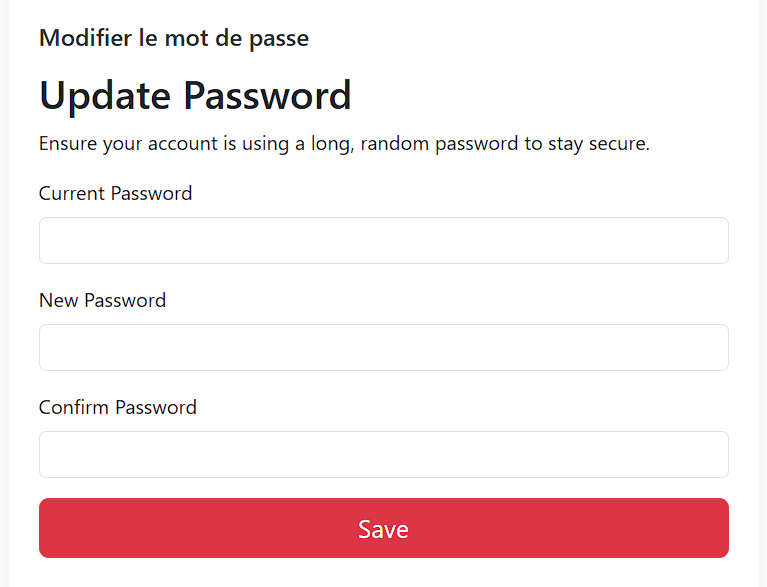 Modifier le mot de passe
Update Password
Ensure your account is using a long, random password to stay secure.
Current Password
New Password
Confirm Password
Save